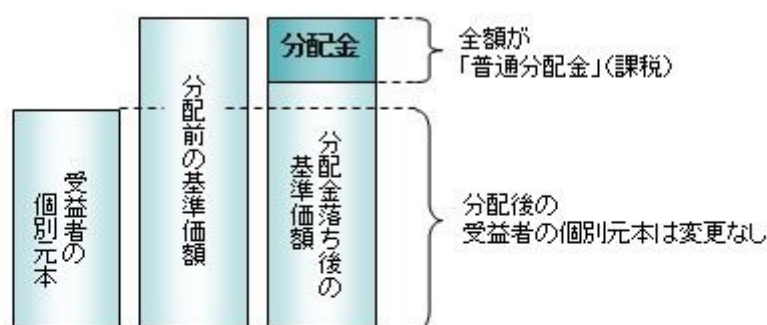 受益者の
個別元本
分配前の基準価額
分配金
分配金落ち後の
基準価額
全額が
「普通分配金」(課税)
分配後の
受益者の個別元本は変更なし